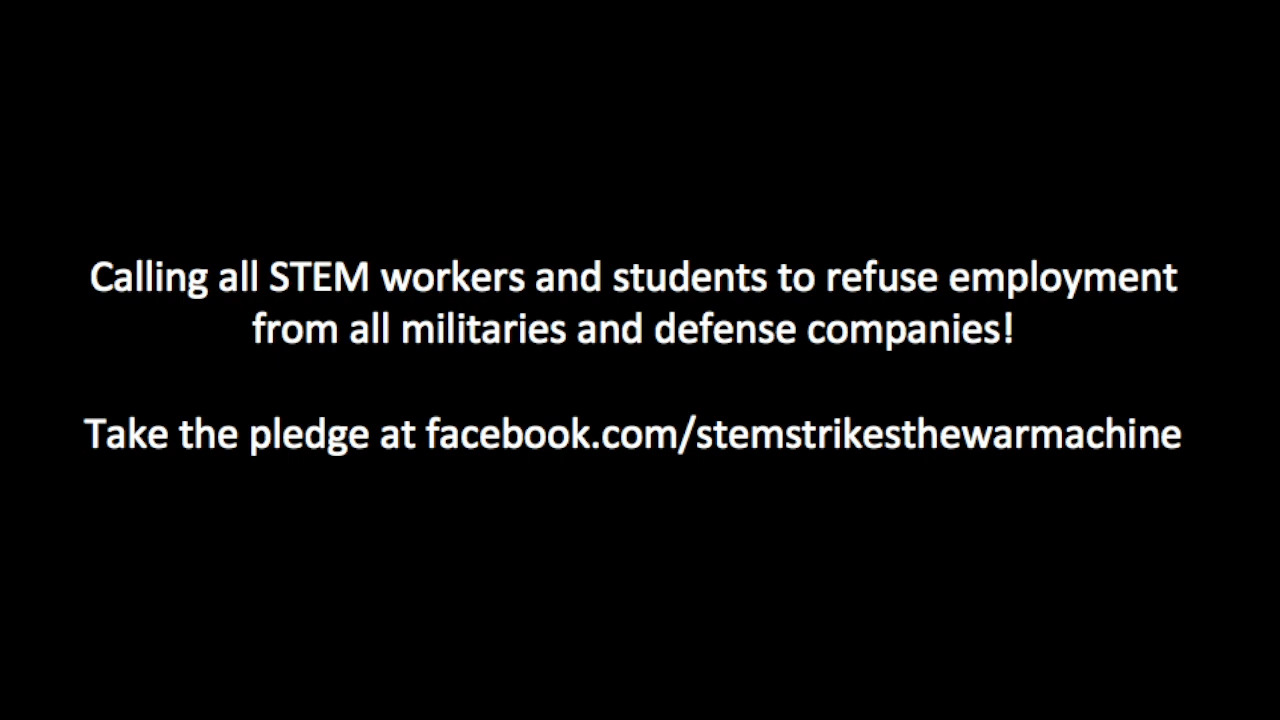 Calling all STEM workers and students to refuse employment
from all militaries and defense companies!
Take the pledge at facebook.com/stemstrikesthewarmachine